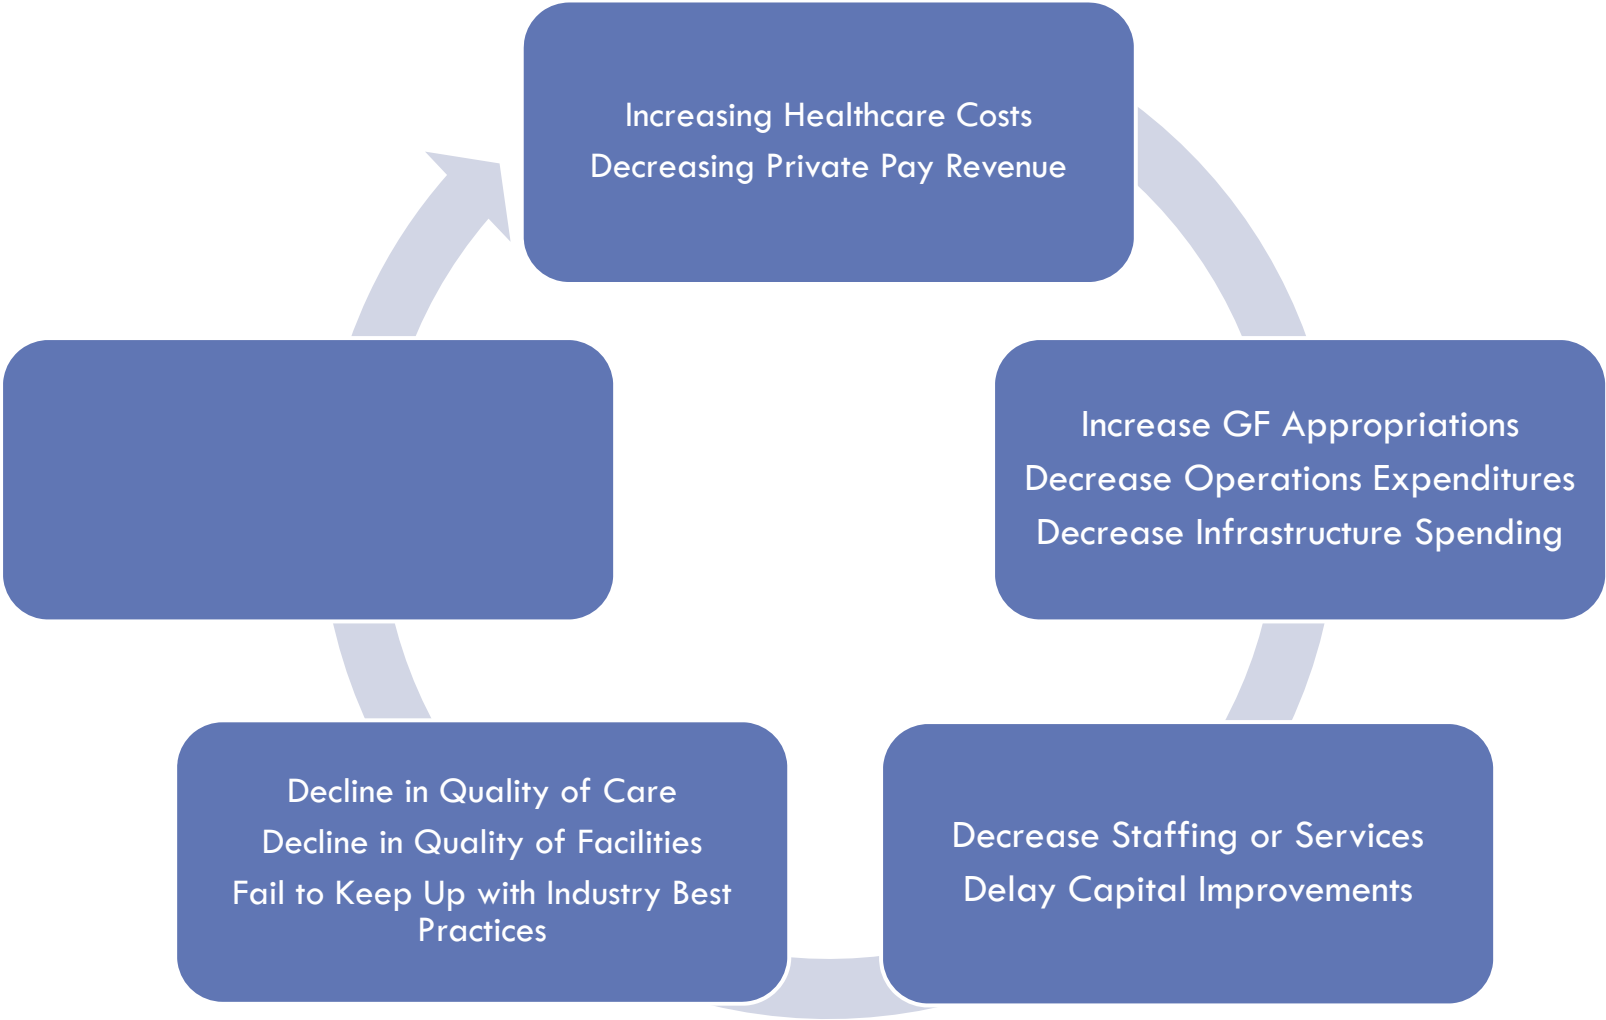 Increasing Healthcare Costs
Decreasing Private Pay Revenue
Increase GF Appropriations
Decrease Operations Expenditures
Decrease Infrastructure Spending
Decrease Staffing or Services
Delay Capital Improvements
Decline in Quality of Care
Decline in Quality of Facilities
Fail to Keep Up with Industry Best
Practices